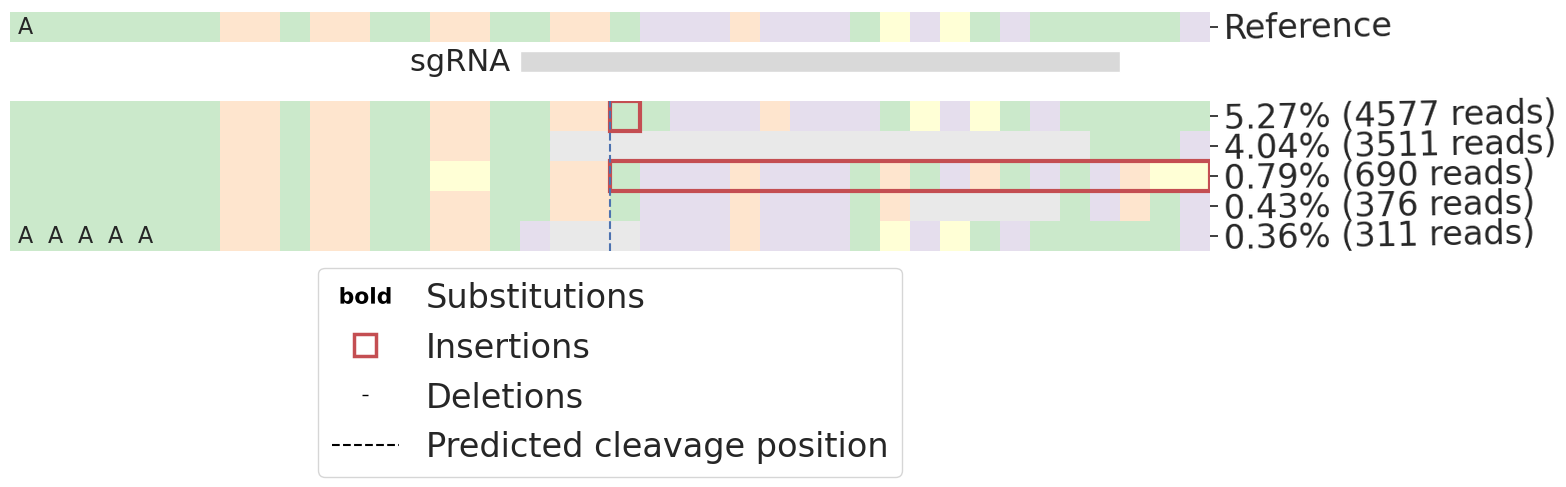 A
Reference
sgRNA
5.27% (4577 reads)
4.04% (3511 reads)
0.79% (690 reads)
0.43% (376 reads)
A A A A A
0.36% (311 reads)
bold Substitutions
Insertions
- Deletions
Predicted cleavage position